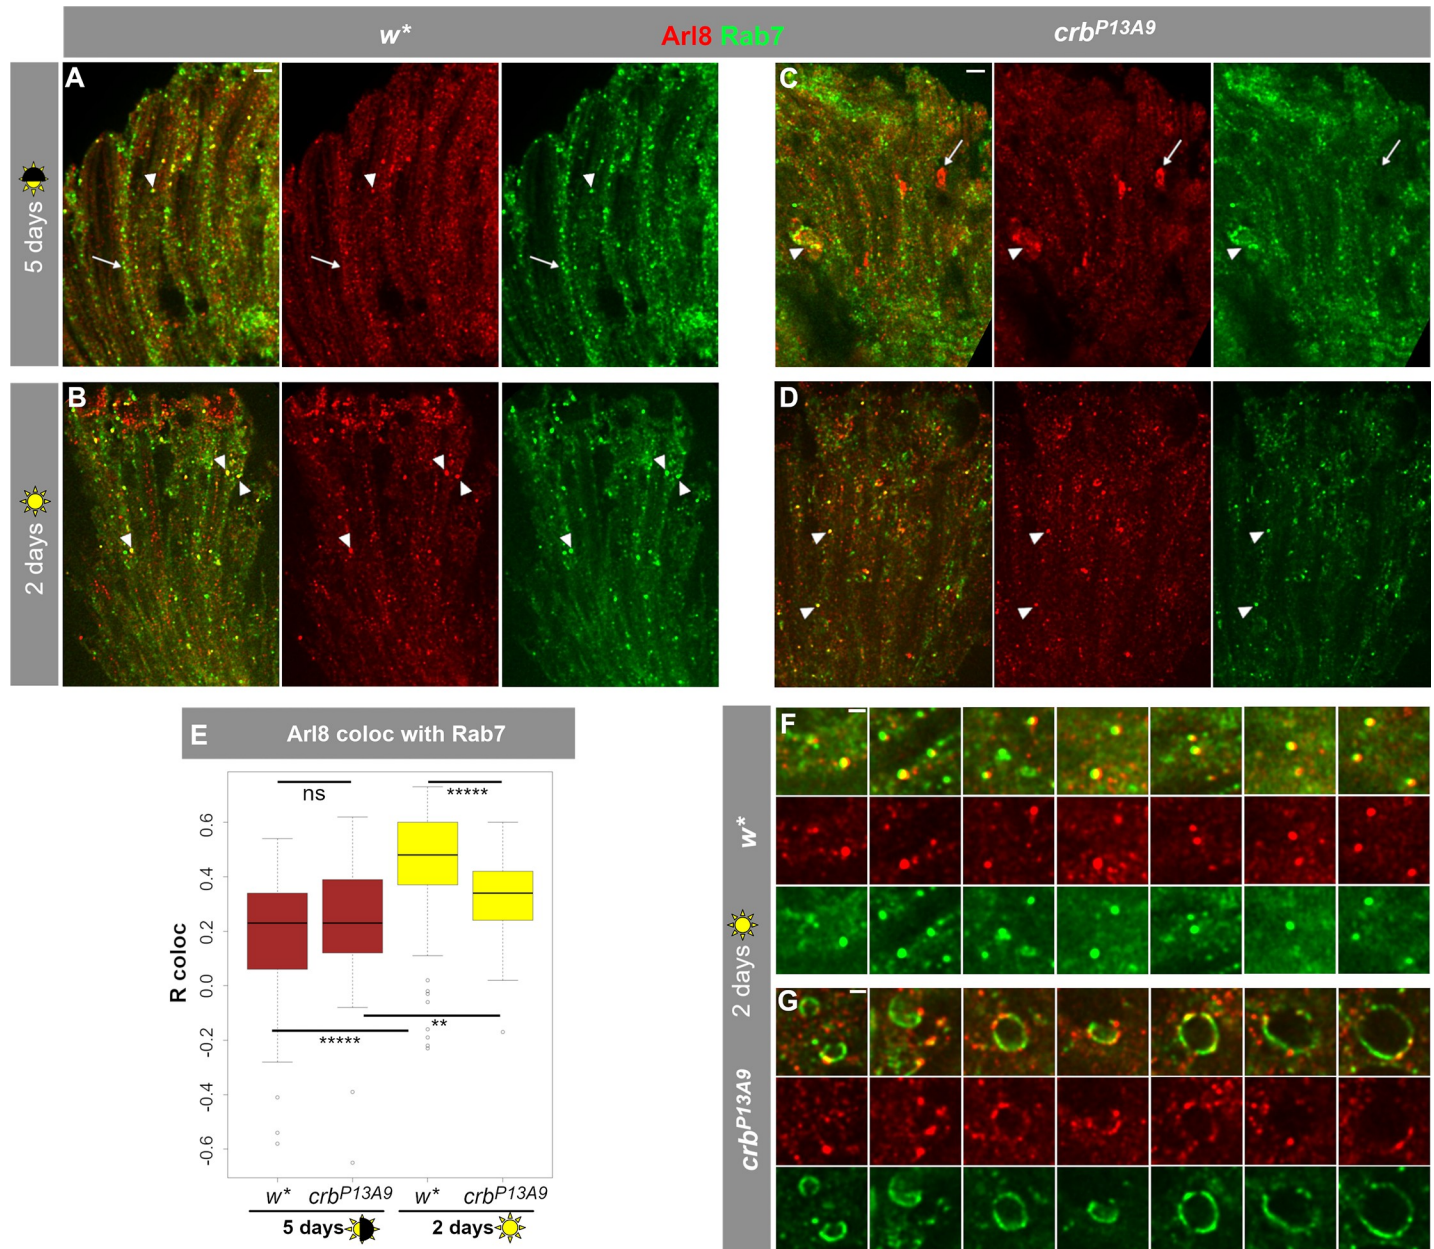 w* Arl8 Rab7 crbP13A9
A
C
5 days
B
D
2 days
E Arl8 coloc with Rab7
ns
*****
**
*****
R coloc
0.6
0.4
0.2
0.0
-0.2
-0.4
-0.6
w* crbP13A9 w* crbP13A9
5 days 2 days
F
G
w*
2 days
crbP13A9